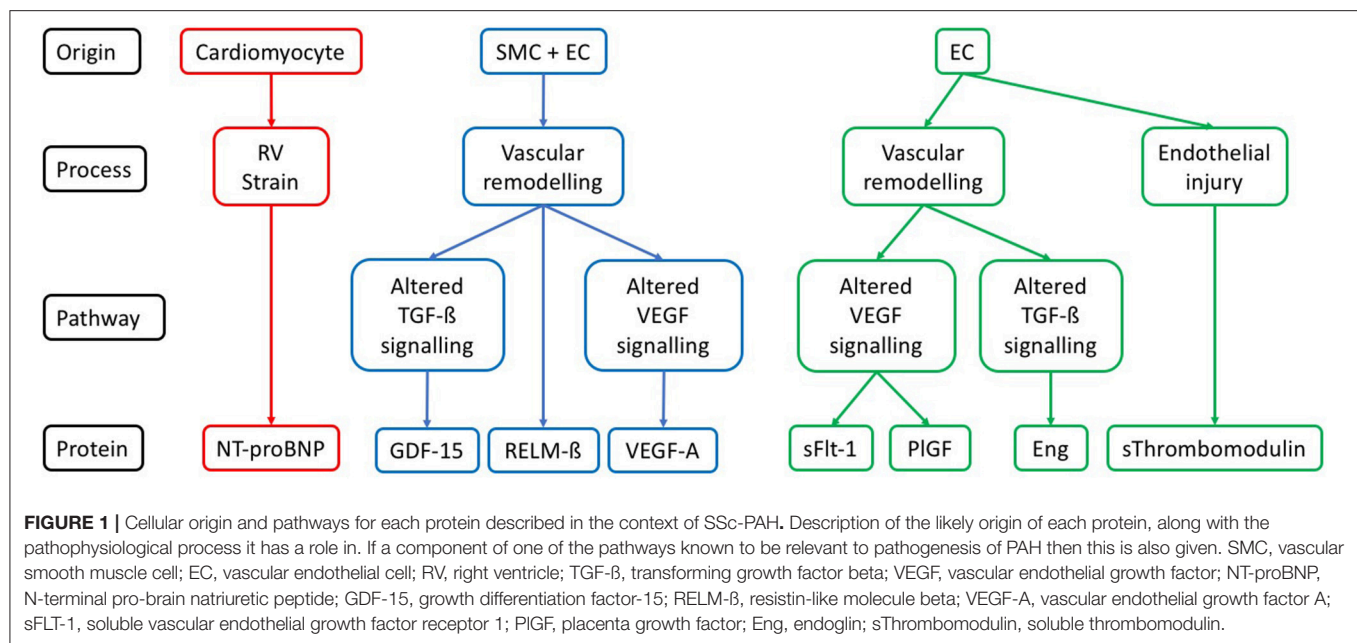 Origin
Cardiomyocyte
SMC + EC
EC
Process
RV
Strain
Vascular
remodelling
Vascular
remodelling
Endothelial
injury
Pathway
Altered
TGF-ß
signalling
Altered
VEGF
signalling
Altered
VEGF
signalling
Altered
TGF-ß
signalling
Protein
NT-proBNP
GDF-15
RELM-ß
VEGF-A
sFlt-1
PlGF
Eng
sThrombomodulin
FIGURE 1 | Cellular origin and pathways for each protein described in the context of SSc-PAH. Description of the likely origin of each protein, along with the
pathophysiological process it has a role in. If a component of one of the pathways known to be relevant to pathogenesis of PAH then this is also given. SMC, vascular
smooth muscle cell; EC, vascular endothelial cell; RV, right ventricle; TGF-ß, transforming growth factor beta; VEGF, vascular endothelial growth factor; NT-proBNP,
N-terminal pro-brain natriuretic peptide; GDF-15, growth differentiation factor-15; RELM-ß, resistin-like molecule beta; VEGF-A, vascular endothelial growth factor A;
sFLT-1, soluble vascular endothelial growth factor receptor 1; PlGF, placenta growth factor; Eng, endoglin; sThrombomodulin, soluble thrombomodulin.